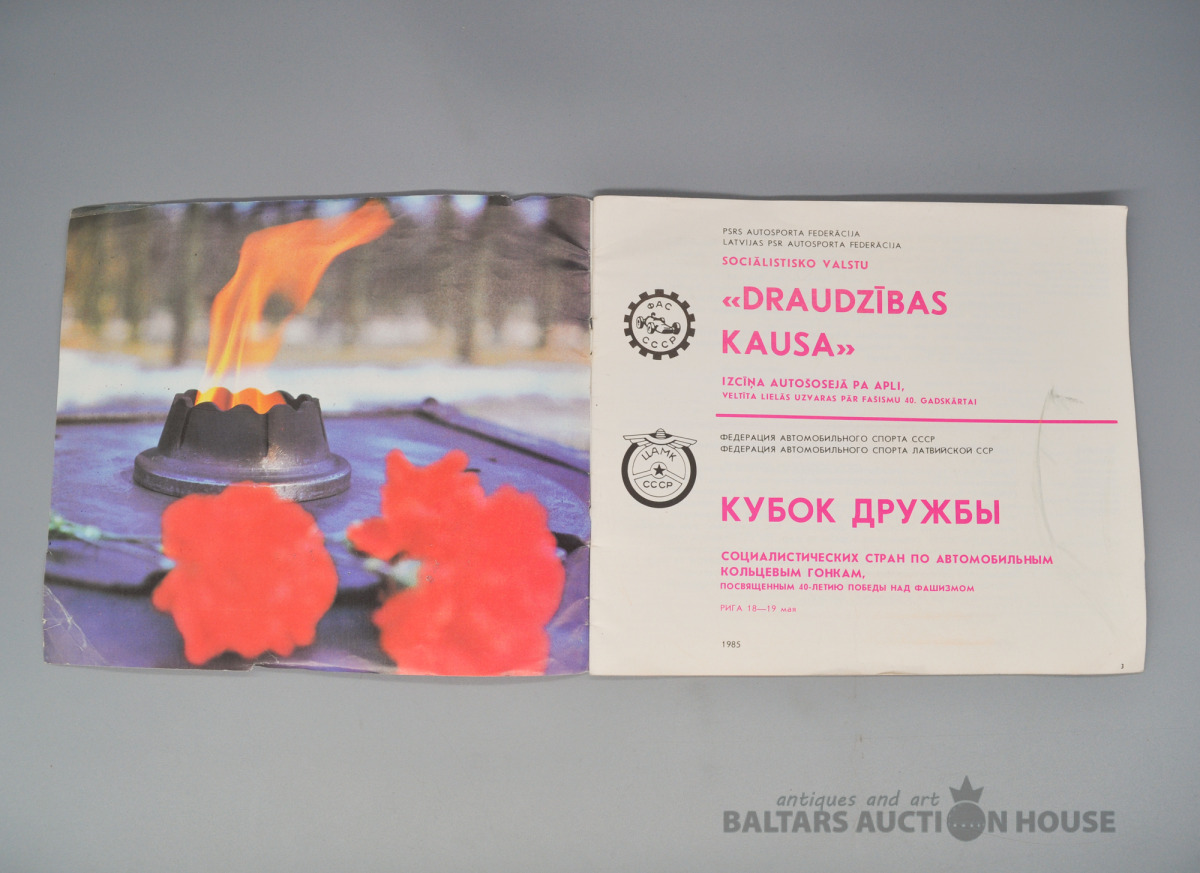 PSRS AUTOSPORTA FEDERĀCIJA
LATVIJAS PSR AUTOSPORTA FEDERĀCIJA
SOCIĀLISTISKO VALSTU
«DRAUDZĪBAS
KAUSA»
IZCĪŅA AUTOŠOSEJĀ PA APLI,
VELTĪTA LIELĀS UZVARAS PĀR FAŠISMU 40. GADSKĀRTAI
ФАС
СССР
ФЕДЕРАЦИЯ АВТОМОБИЛЬНОГО СПОРТА СССР
ФЕДЕРАЦИЯ АВТОМОБИЛЬНОГО СПОРТА ЛАТВИЙСКОЙ ССР
ЦАМК
СССР
КУБОК ДРУЖБЫ
СОЦИАЛИСТИЧЕСКИХ СТРАН ПО АВТОМОБИЛЬНЫМ
КОЛЬЦЕВЫМ ГОНКАМ,
ПОСВЯЩЕННЫМ 40-ЛЕТИЮ ПОБЕДЫ НАД ФАШИЗМОМ
РИГА 18—19 мая
1985
3
antiques and art
BALTARS AUCTION HOUSE